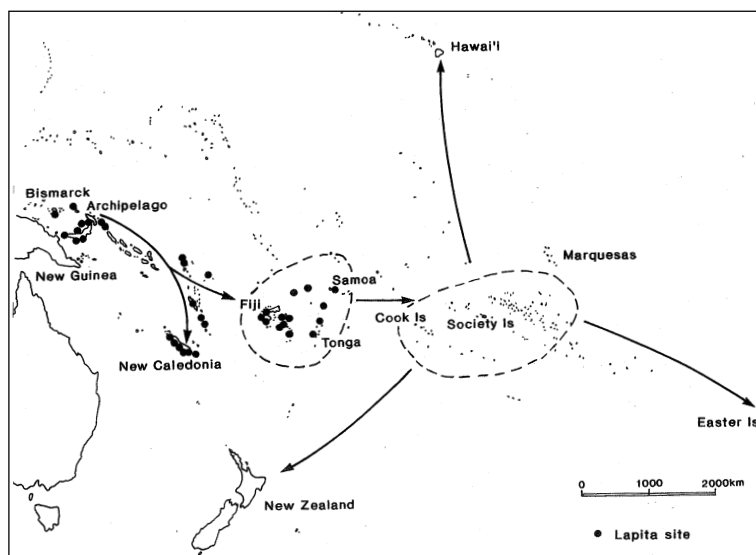 Hawai'i
Bismarck
Archipelago
Marquesas
New Guinea
Samoa
Fiji
Cook Is
Society Is
Tonga
New Caledonia
Easter Is
New Zealand
0 1000 2000km
Lapita site